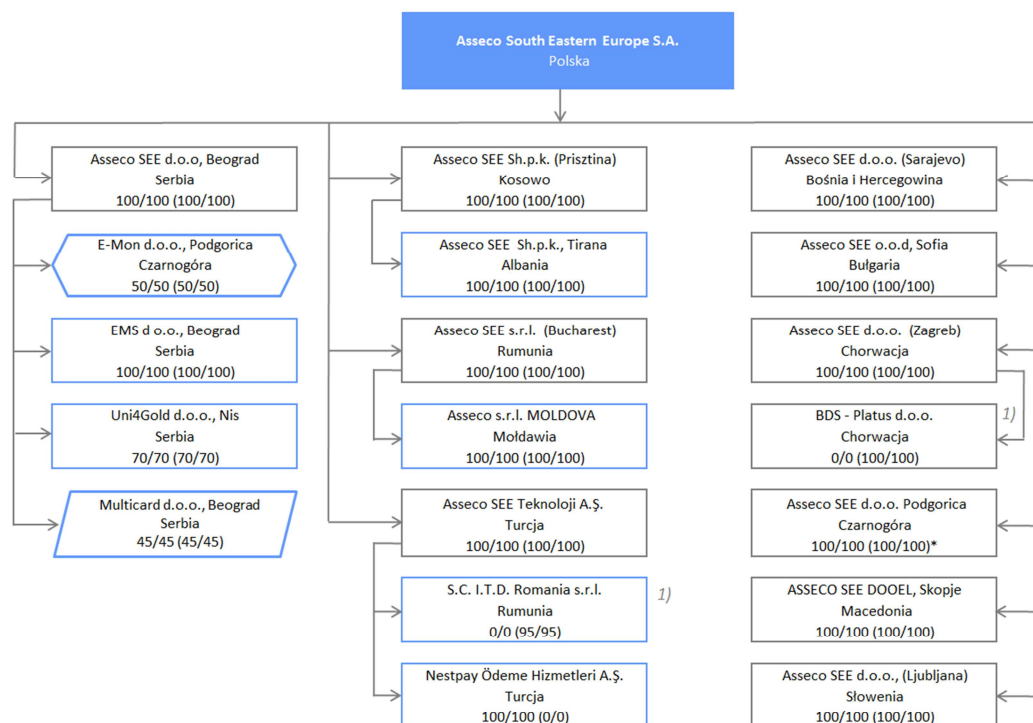 Asseco South Eastern Europe S.A.
Polska
Asseco SEE d.o.o, Beograd
Serbia
100/100 (100/100)
E-Mon d.o.o., Podgorica
Czarnogóra
50/50 (50/50)
EMS d o.o., Beograd
Serbia
100/100 (100/100)
Uni4Gold d.o.o., Nis
Serbia
70/70 (70/70)
Multicard d.o.o., Beograd
Serbia
45/45 (45/45)
Asseco SEE Sh.p.k. (Prisztina)
Kosowo
100/100 (100/100)
Asseco SEE Sh.p.k., Tirana
Albania
100/100 (100/100)
Asseco SEE s.r.l. (Bucharest)
Rumunia
100/100 (100/100)
Asseco s.r.l. MOLDOVA
Mołdawia
100/100 (100/100)
Asseco SEE Teknoloji A.Ş.
Turcja
100/100 (100/100)
S.C. I.T.D. Romania s.r.l.
Rumunia
0/0 (95/95)
1)
Nestpay Ödeme Hizmetleri A.Ş.
Turcja
100/100 (0/0)
Asseco SEE d.o.o. (Sarajevo)
Bośnia i Hercegowina
100/100 (100/100)
Asseco SEE o.o.d, Sofia
Bułgaria
100/100 (100/100)
Asseco SEE d.o.o. (Zagreb)
Chorwacja
100/100 (100/100)
BDS - Platus d.o.o.
Chorwacja
0/0 (100/100)
1)
Asseco SEE d.o.o. Podgorica
Czarnogóra
100/100 (100/100)*
ASSECO SEE DOOEL, Skopje
Macedonia
100/100 (100/100)
Asseco SEE d.o.o., (Ljubljana)
Słowenia
100/100 (100/100)